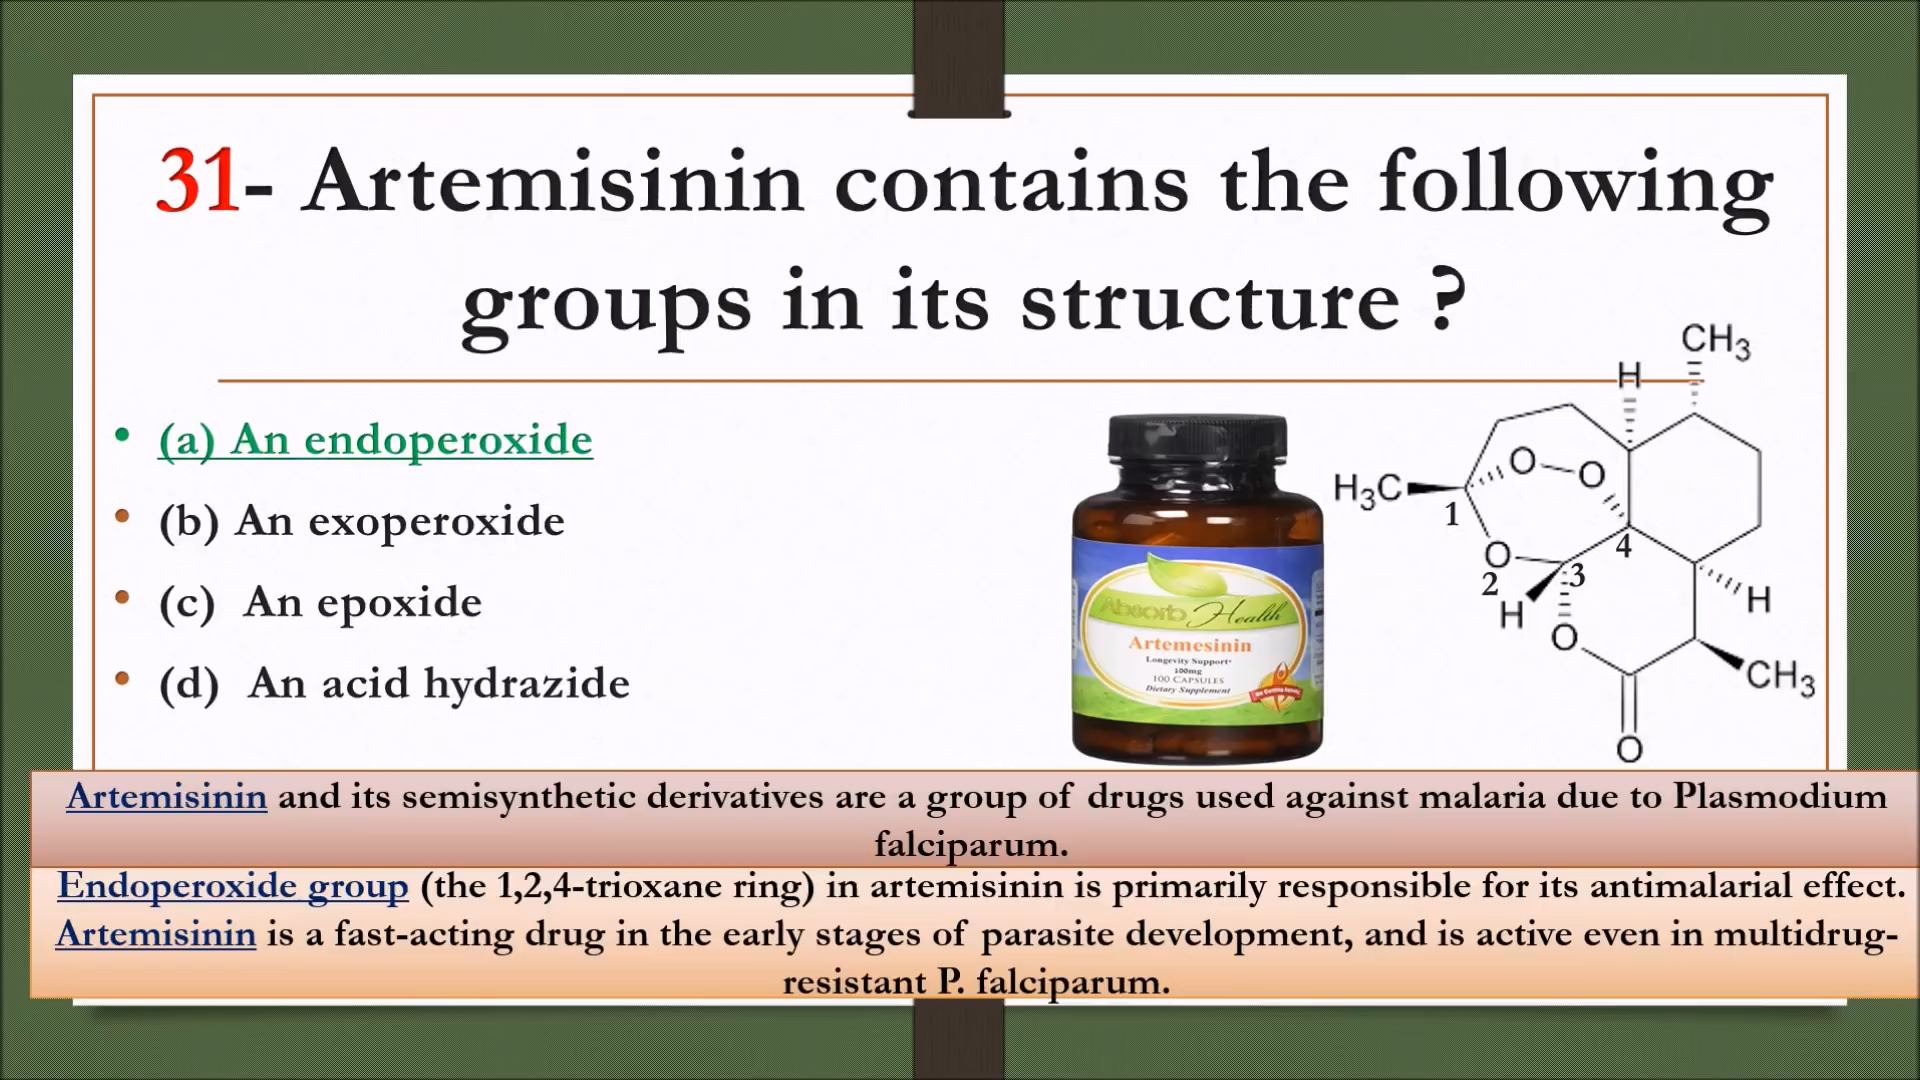 31- Artemisinin contains the following
groups in its structure ?
• (a) An endoperoxide
• (b) An exoperoxide
• (c) An epoxide
• (d) An acid hydrazide
Absorb Health
Artemesinin
Longevity Support*
100mg
100 CAPSULES
Dietary Supplement
CH3
H
O
O
H3C
1
4
O
3
2
H
H
O
CH3
O
Artemisinin and its semisynthetic derivatives are a group of drugs used against malaria due to Plasmodium
falciparum.
Endoperoxide group (the 1,2,4-trioxane ring) in artemisinin is primarily responsible for its antimalarial effect.
Artemisinin is a fast-acting drug in the early stages of parasite development, and is active even in multidrug-
resistant P. falciparum.